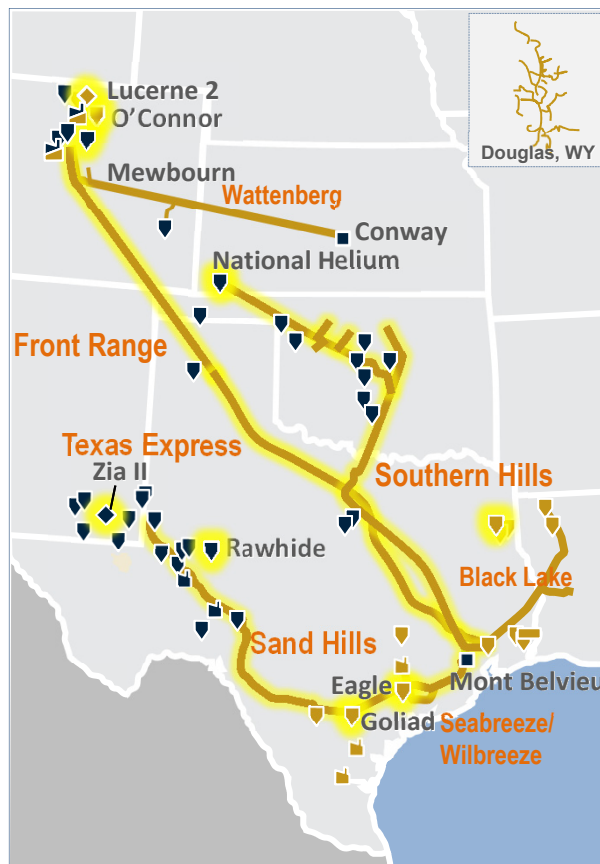 Lucerne 2
O'Connor
Douglas, WY
Mewbourn
Wattenberg
Conway
National Helium
Front Range
Texas Express
Zia II
Southern Hills
Rawhide
Black Lake
Sand Hills
Eagle
Mont Belvieu
Goliad
Seabreeze/
Wilbreeze